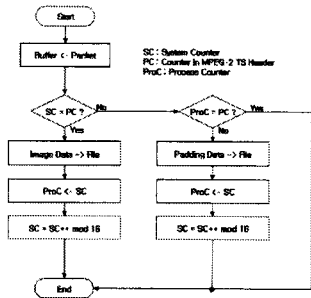 Start
Buffer <- Packet
SC : System Counter
PC : Counter in MPEG-2 TS Header
ProC : Process Counter
SC = PC ?
No
ProC = PC ?
Yes
Yes
No
Image Data -> File
Padding Data -> File
ProC <- SC
ProC <- SC
SC = SC++ mod 16
SC = SC++ mod 16
End